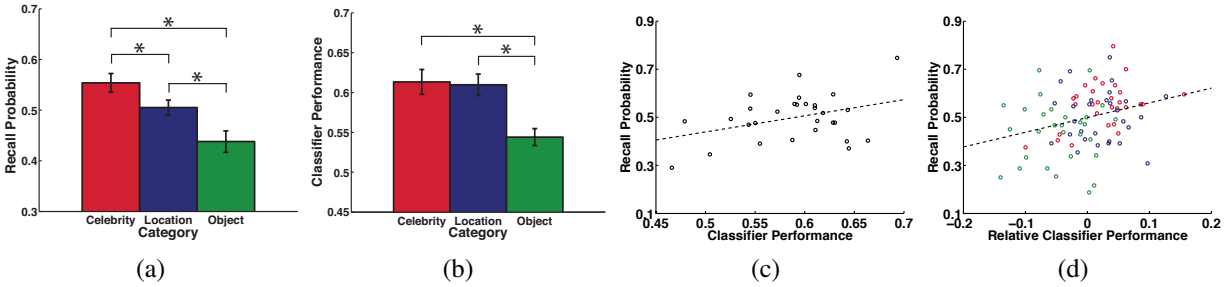 0.7
0.6
0.5
0.4
0.3
Recall Probability
*
*
*
Celebrity Location Object
Category
(a)
0.7
0.65
0.6
0.55
0.5
0.45
Classifier Performance
*
*
Celebrity Location Object
Category
(b)
0.9
0.7
0.5
0.3
0.1
Recall Probability
0.45 0.5 0.55 0.6 0.65 0.7
Classifier Performance
(c)
0.9
0.7
0.5
0.3
0.1
Recall Probability
−0.2 −0.1 0 0.1 0.2
Relative Classifier Performance
(d)